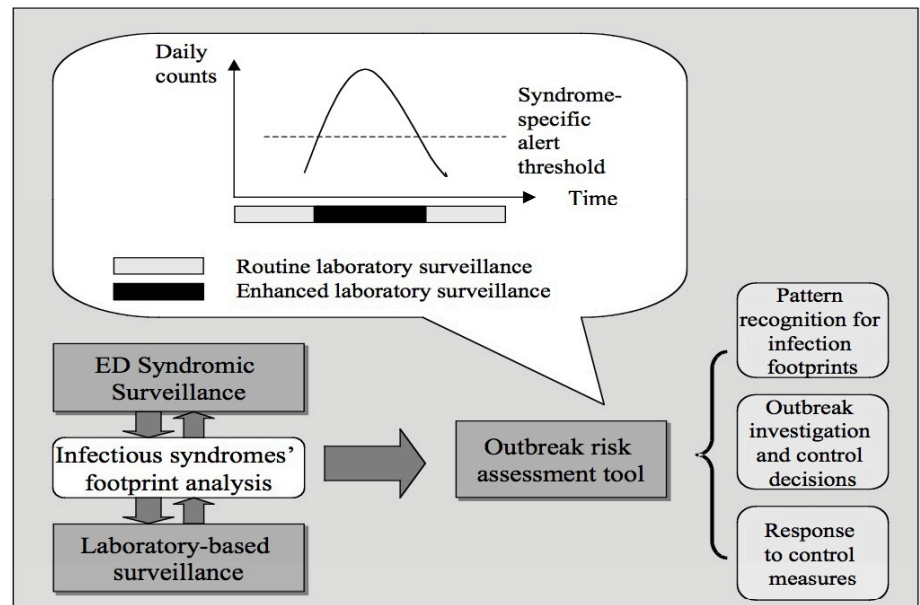 Daily
counts
Syndrome-
specific
alert
threshold
Time
Routine laboratory surveillance
Enhanced laboratory surveillance
ED Syndromic
Surveillance
Infectious syndromes’
footprint analysis
Laboratory-based
surveillance
Outbreak risk
assessment tool
Pattern
recognition for
infection
footprints
Outbreak
investigation
and control
decisions
Response
to control
measures